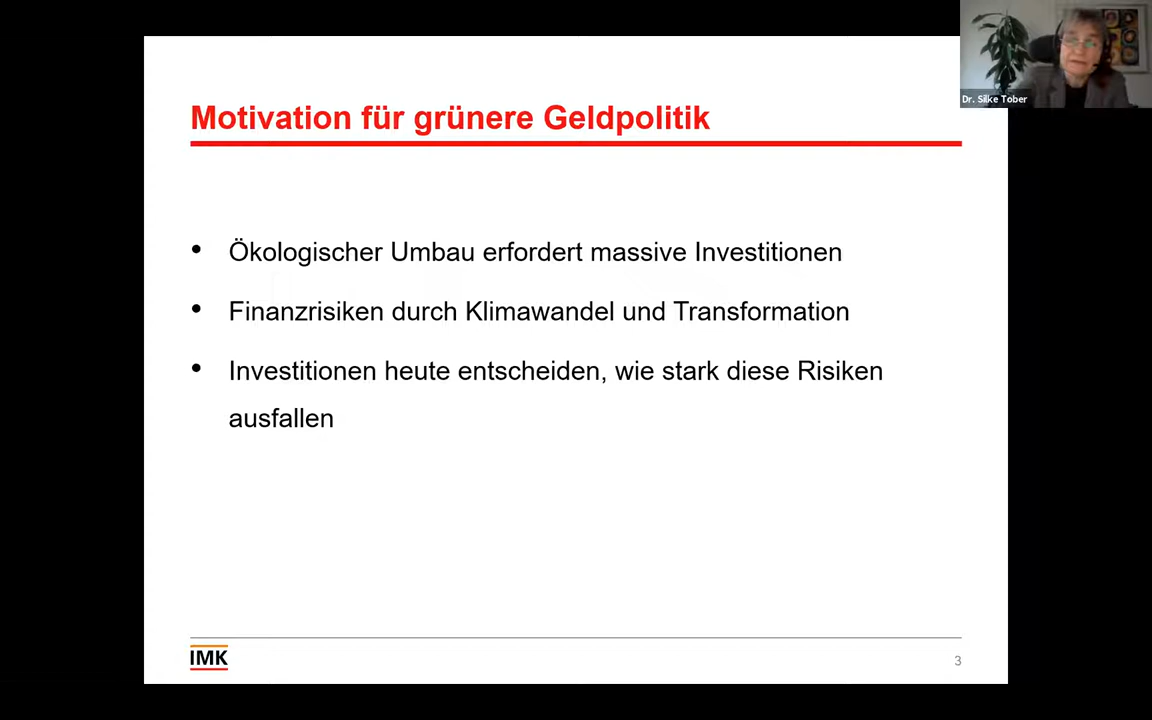 Dr. Silke Tober
Motivation für grünere Geldpolitik
• Ökologischer Umbau erfordert massive Investitionen
• Finanzrisiken durch Klimawandel und Transformation
• Investitionen heute entscheiden, wie stark diese Risiken
ausfallen
IMK
3